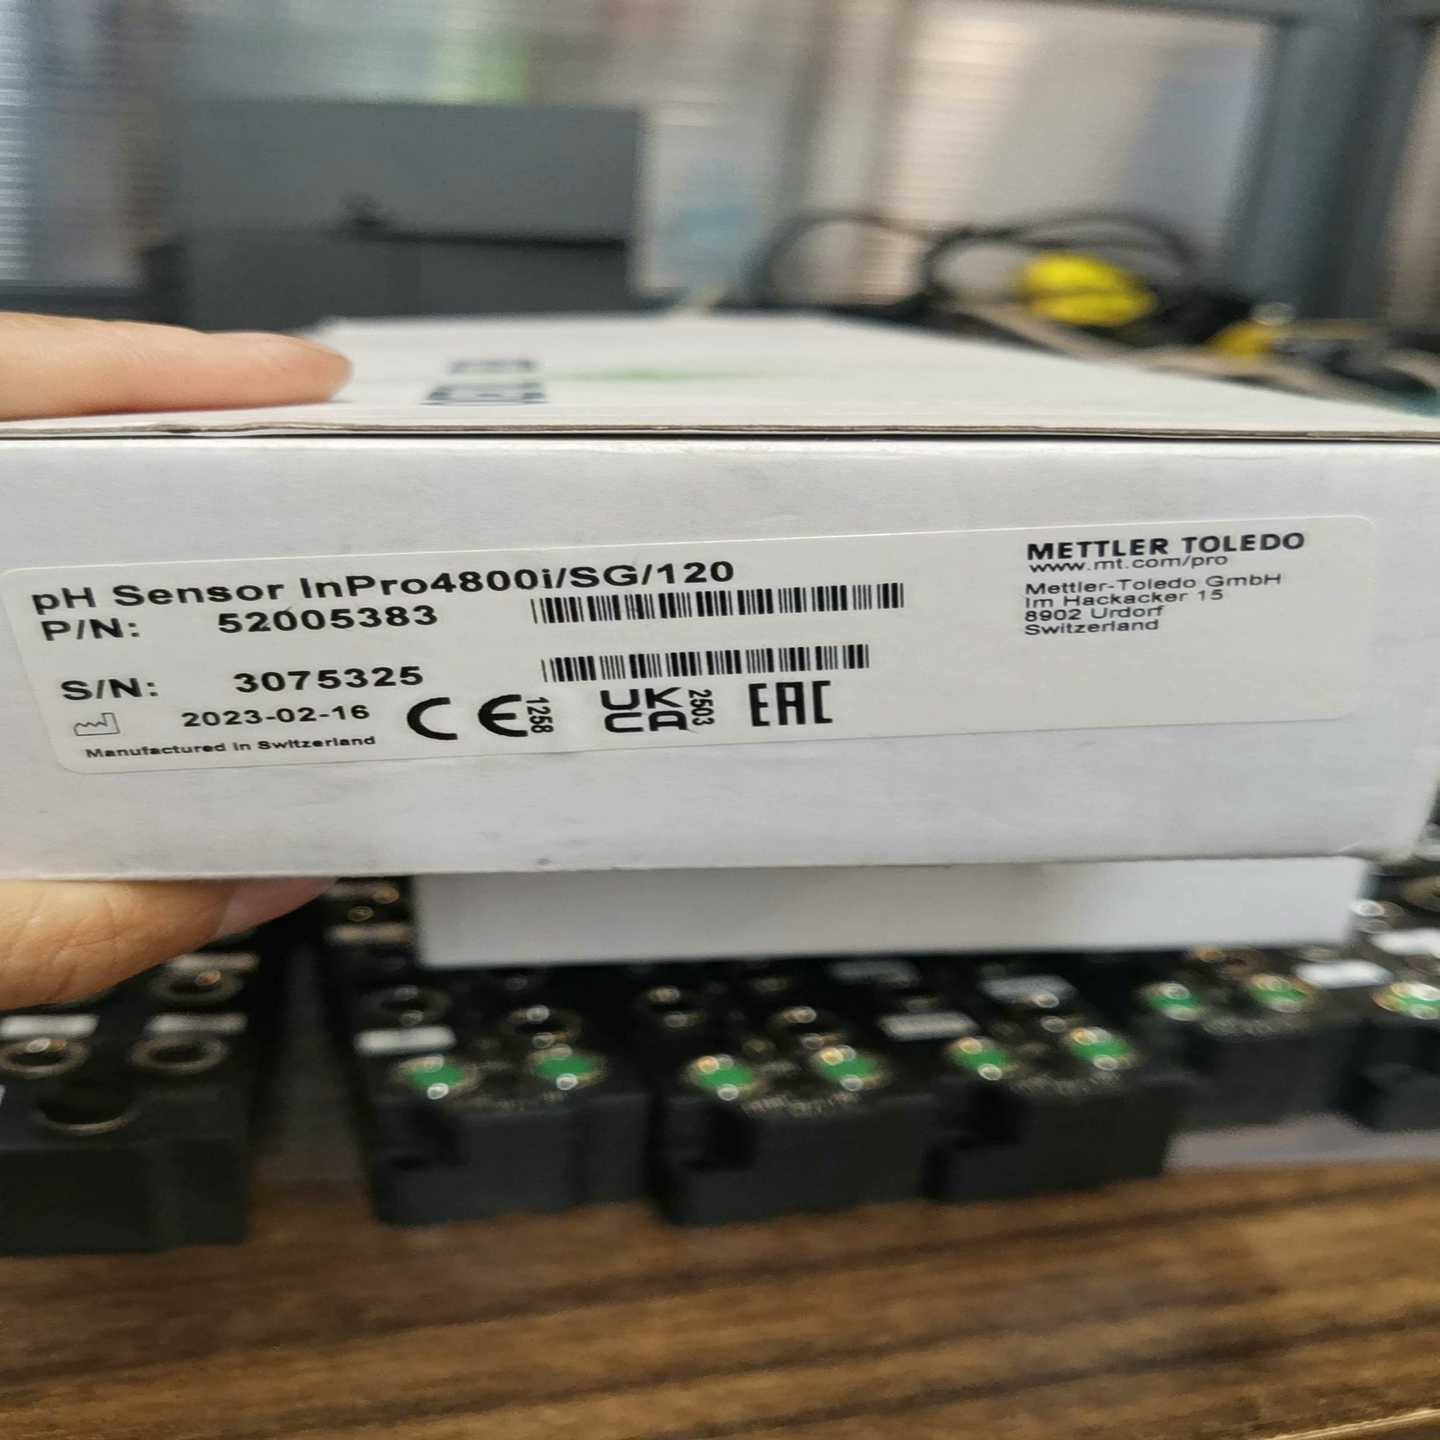 pH Sensor InPro4800i/SG/120
P/N: 52005383
S/N: 3075325
2023-02-16
Manufactured in Switzerland
CE 1258
UK CA 2503
EAC
METTLER TOLEDO
www.mt.com/pro
Mettler-Toledo GmbH
Im Hackacker 15
8902 Urdorf
Switzerland